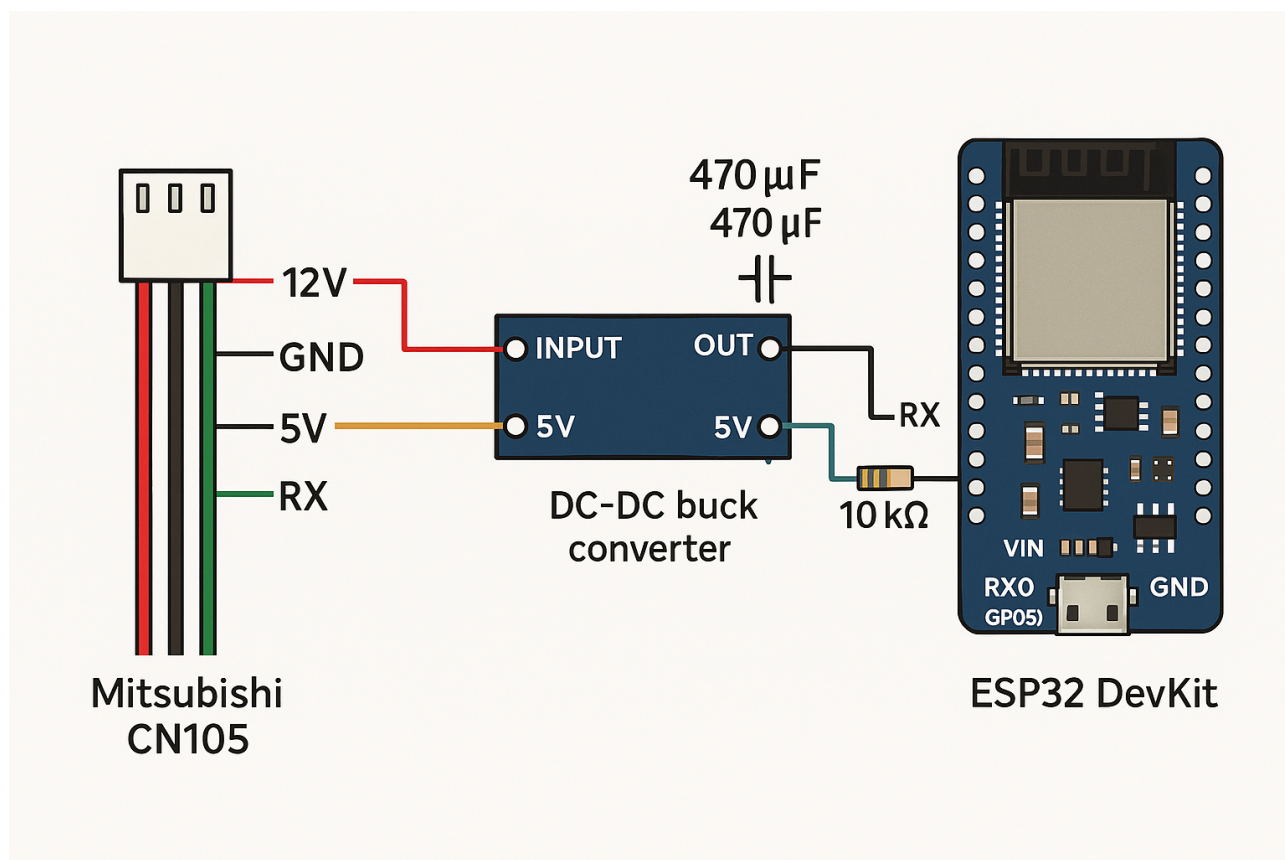 470 µF
470 µF
12V
GND
5V
RX
Mitsubishi
CN105
INPUT
OUT
5V
5V
DC-DC buck
converter
RX
10 kΩ
VIN
RX0
GND
GP05)
ESP32 DevKit